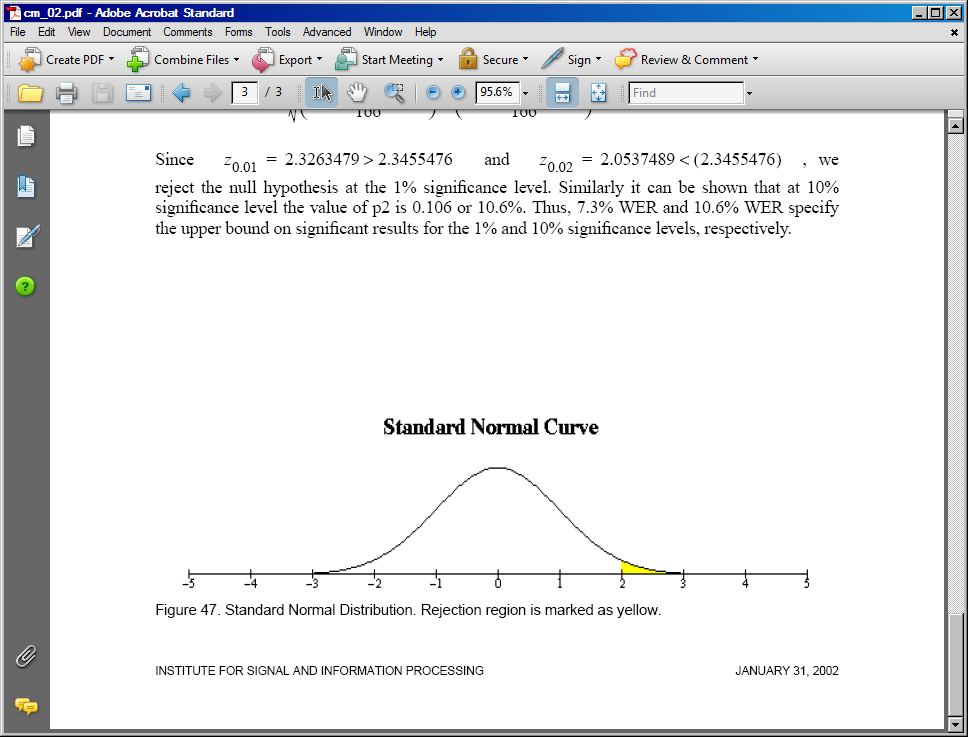 cm_02.pdf - Adobe Acrobat Standard
File Edit View Document Comments Forms Tools Advanced Window Help
Create PDF Combine Files Export Start Meeting Secure Sign Review & Comment
3 / 3 95.6% Find
166 166
Since z0.01 = 2.3263479 > 2.3455476 and z0.02 = 2.0537489 < (2.3455476) , we
reject the null hypothesis at the 1% significance level. Similarly it can be shown that at 10%
significance level the value of p2 is 0.106 or 10.6%. Thus, 7.3% WER and 10.6% WER specify
the upper bound on significant results for the 1% and 10% significance levels, respectively.
Standard Normal Curve
-5 -4 -3 -2 -1 0 1 2 3 4 5
Figure 47. Standard Normal Distribution. Rejection region is marked as yellow.
INSTITUTE FOR SIGNAL AND INFORMATION PROCESSING JANUARY 31, 2002